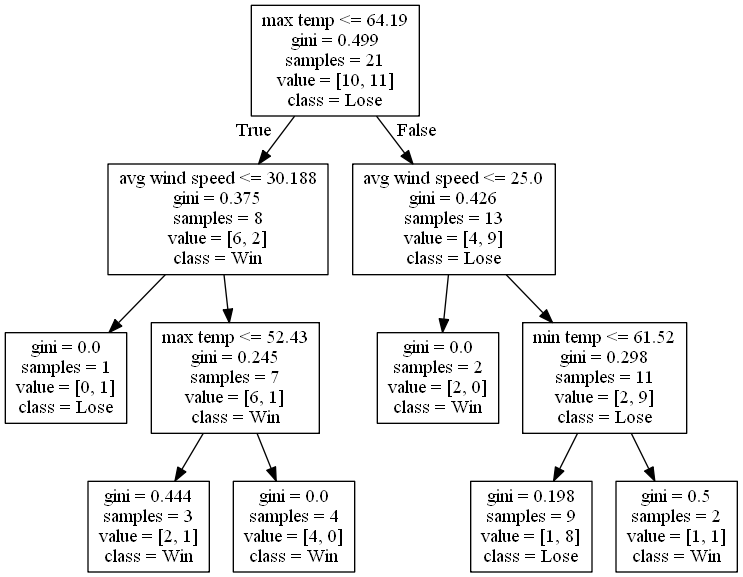 max temp <= 64.19
gini = 0.499
samples = 21
value = [10, 11]
class = Lose
True
False
avg wind speed <= 30.188
gini = 0.375
samples = 8
value = [6, 2]
class = Win
avg wind speed <= 25.0
gini = 0.426
samples = 13
value = [4, 9]
class = Lose
gini = 0.0
samples = 1
value = [0, 1]
class = Lose
max temp <= 52.43
gini = 0.245
samples = 7
value = [6, 1]
class = Win
gini = 0.0
samples = 2
value = [2, 0]
class = Win
min temp <= 61.52
gini = 0.298
samples = 11
value = [2, 9]
class = Lose
gini = 0.444
samples = 3
value = [2, 1]
class = Win
gini = 0.0
samples = 4
value = [4, 0]
class = Win
gini = 0.198
samples = 9
value = [1, 8]
class = Lose
gini = 0.5
samples = 2
value = [1, 1]
class = Win